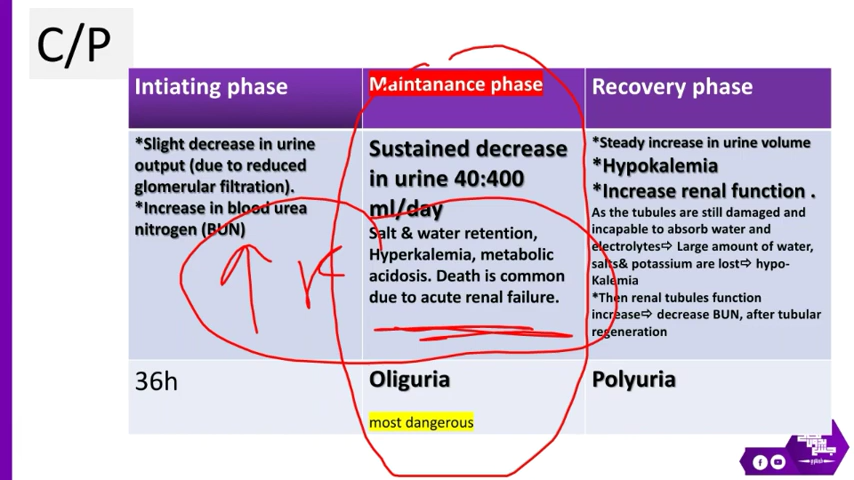 C/P
Intiating phase
Maintanance phase
Recovery phase
*Slight decrease in urine
output (due to reduced
glomerular filtration).
*Increase in blood urea
nitrogen (BUN)
Sustained decrease
in urine 40:400
ml/day
Salt & water retention,
Hyperkalemia, metabolic
acidosis. Death is common
due to acute renal failure.
*Steady increase in urine volume
*Hypokalemia
*Increase renal function .
As the tubules are still damaged and
incapable to absorb water and
electrolytes⇨ Large amount of water,
salts& potassium are lost⇨ hypo-
Kalemia
*Then renal tubules function
increase⇨ decrease BUN, after tubular
regeneration
36h
Oliguria
most dangerous
Polyuria